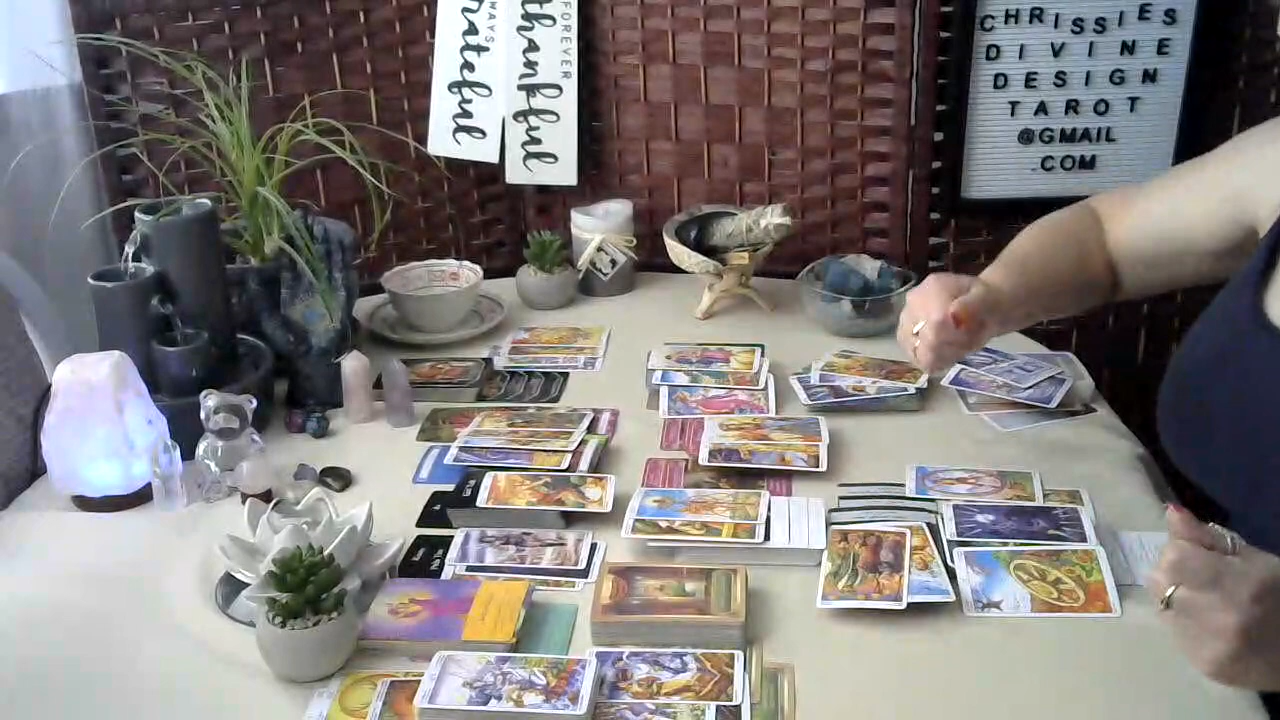 ALWAYS
grateful
FOREVER
thankful
CHRISSIES
DIVINE
DESIGN
TAROT
@GMAIL
.COM